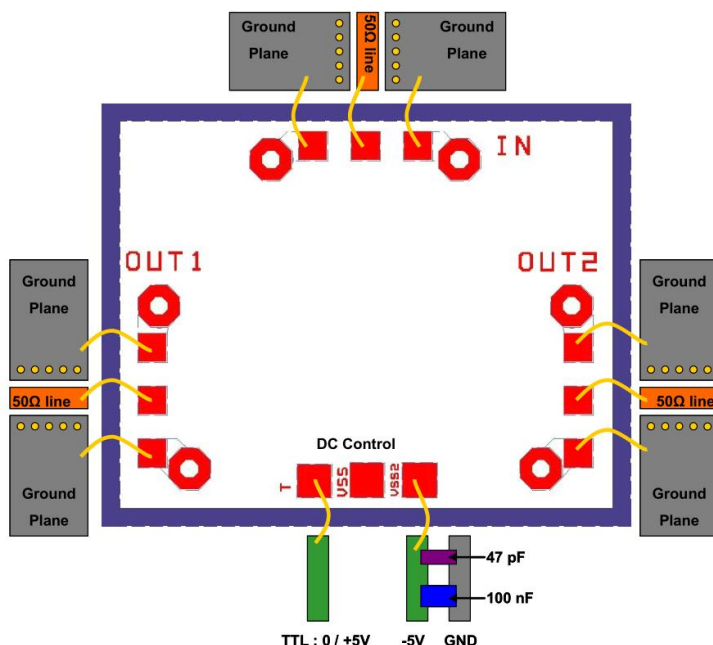 Ground
Plane
50Ω line
Ground
Plane
IN
OUT1
OUT2
Ground
Plane
Ground
Plane
50Ω line
50Ω line
Ground
Plane
Ground
Plane
DC Control
T
VSS
VSS2
47 pF
100 nF
TTL : 0 / +5V
-5V
GND